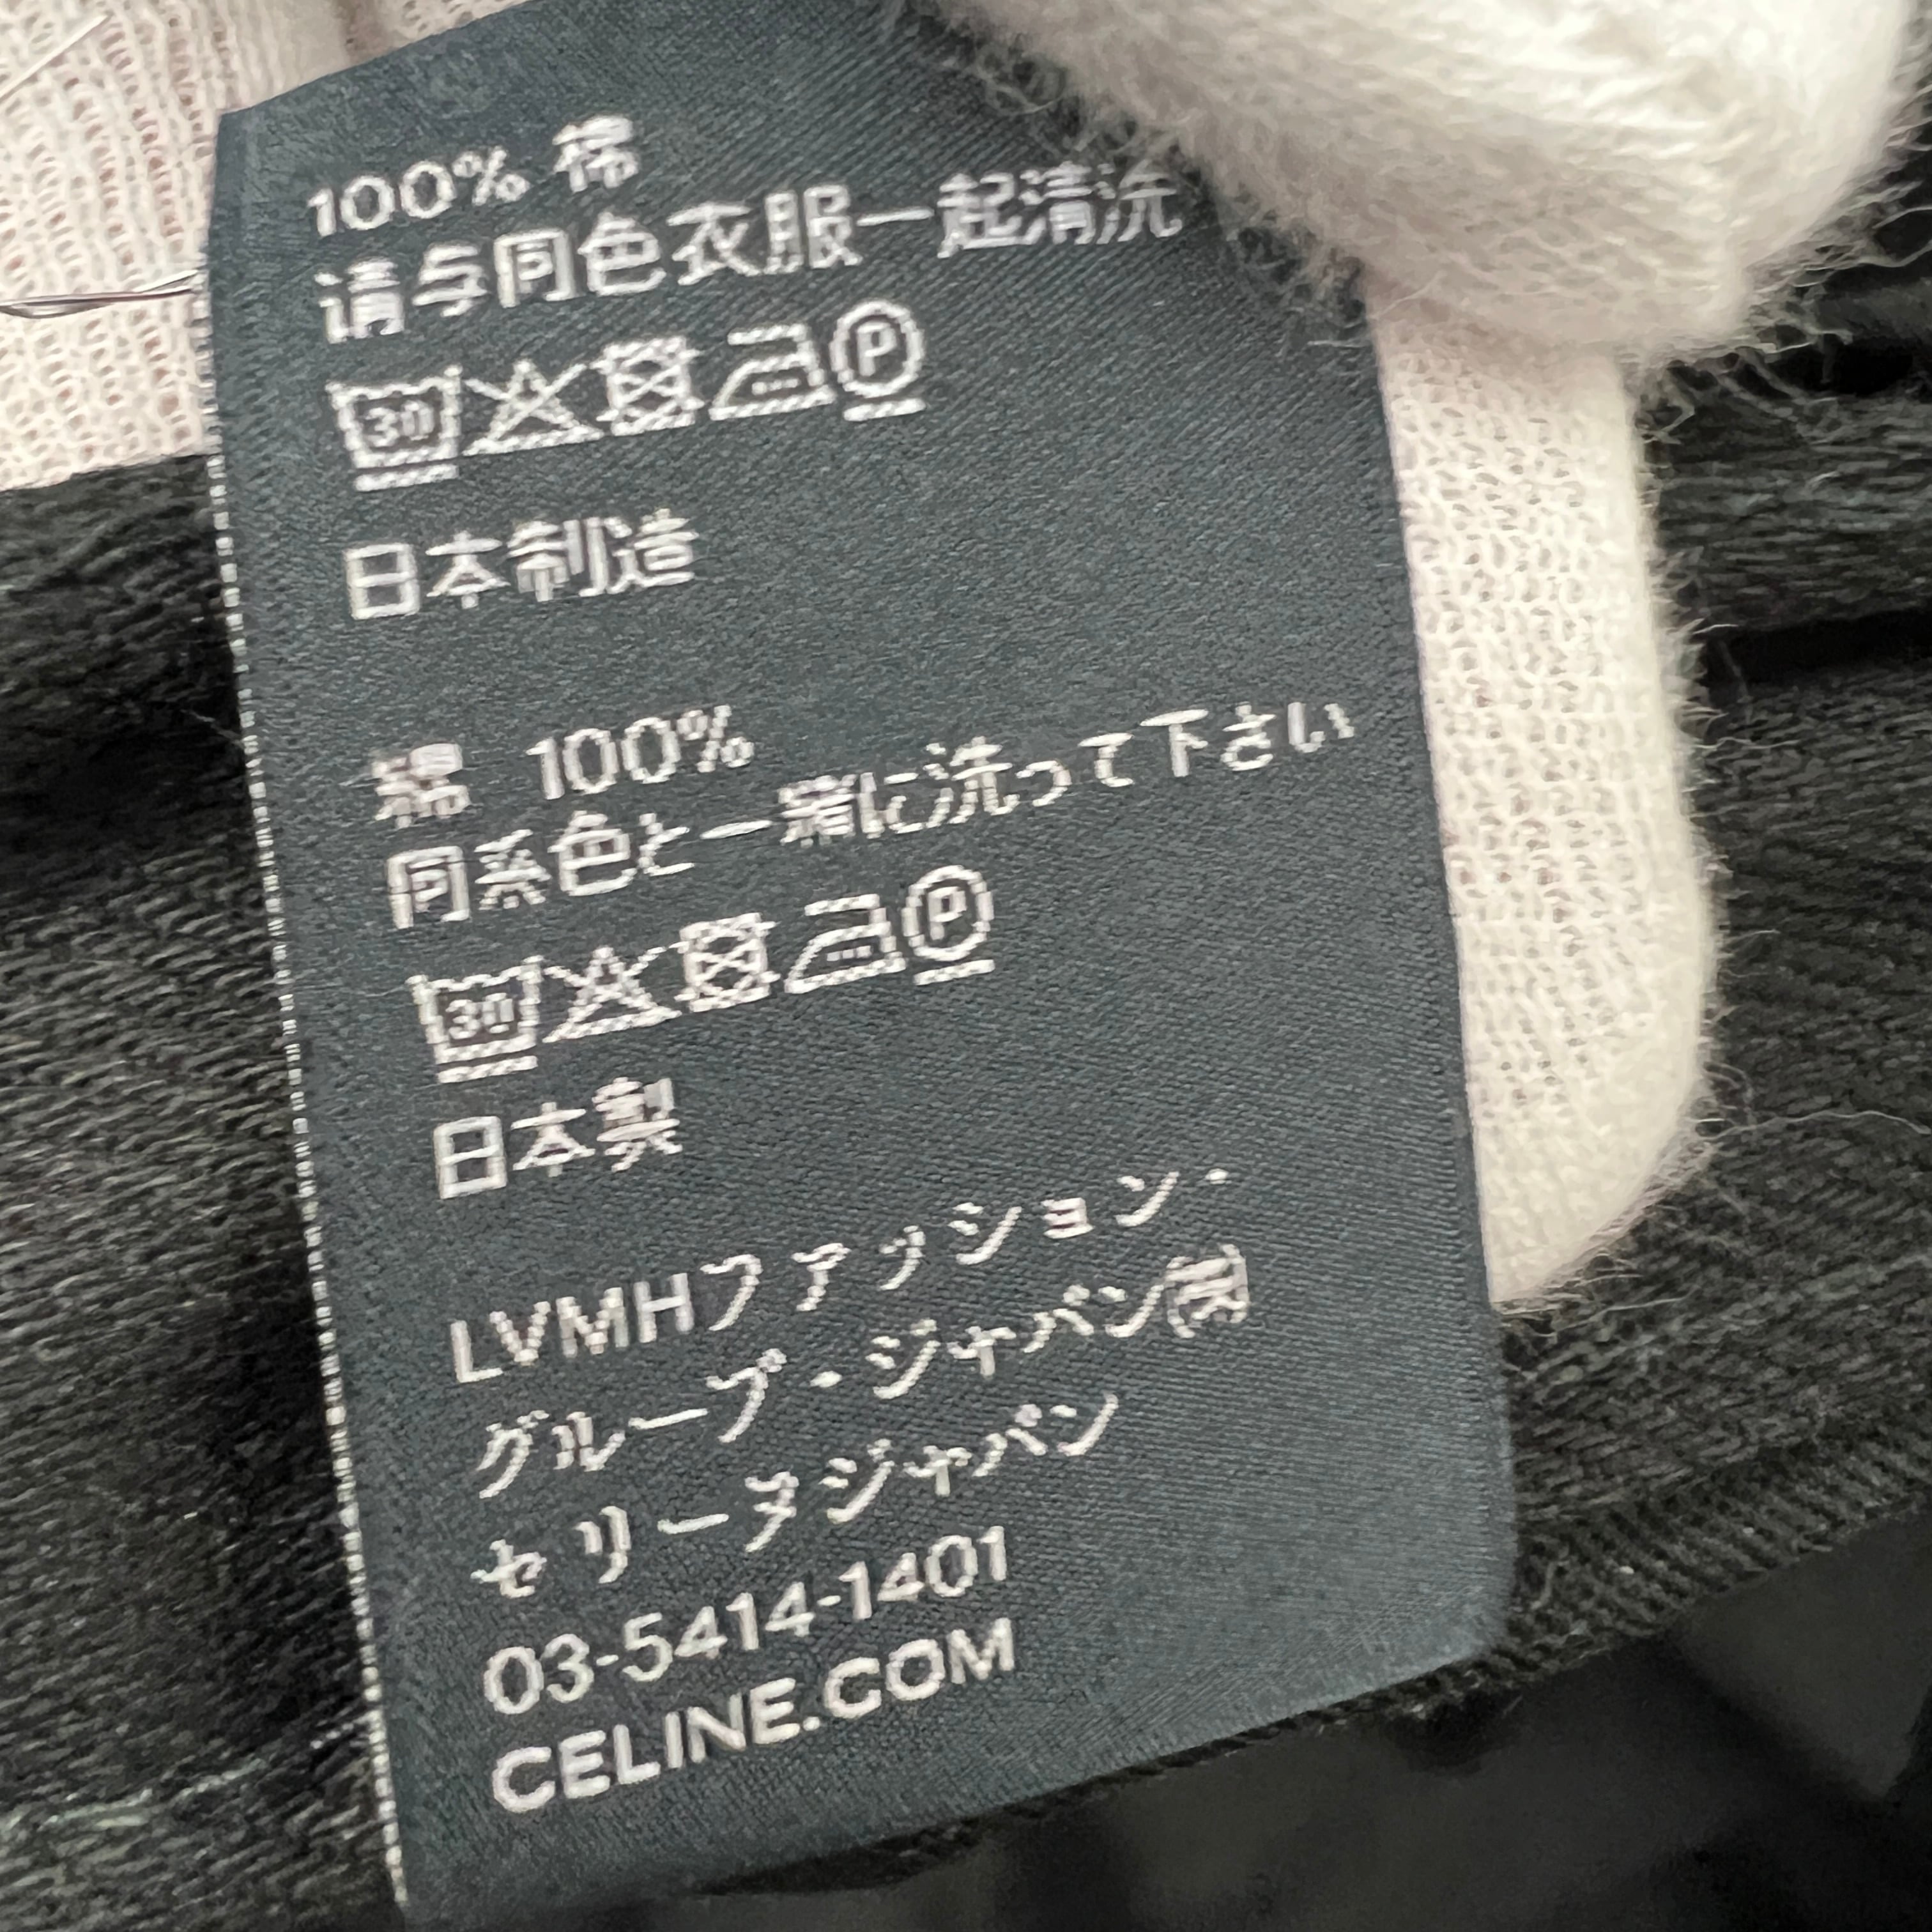 100% 棉
请与同色衣服一起清洗
30 P
日本制造
綿 100%
同系色と一緒に洗って下さい
30 P
日本製
LVMHファッション・
グループ・ジャパン㈱
セリーヌジャパン
03-5414-1401
CELINE.COM